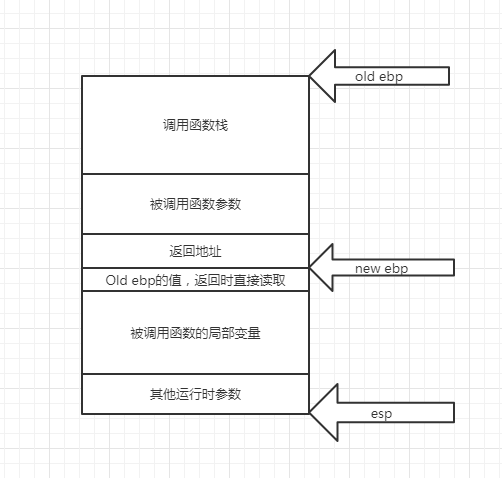 old ebp
调用函数栈
被调用函数参数
返回地址
new ebp
Old ebp的值，返回时直接读取
被调用函数的局部变量
其他运行时参数
esp